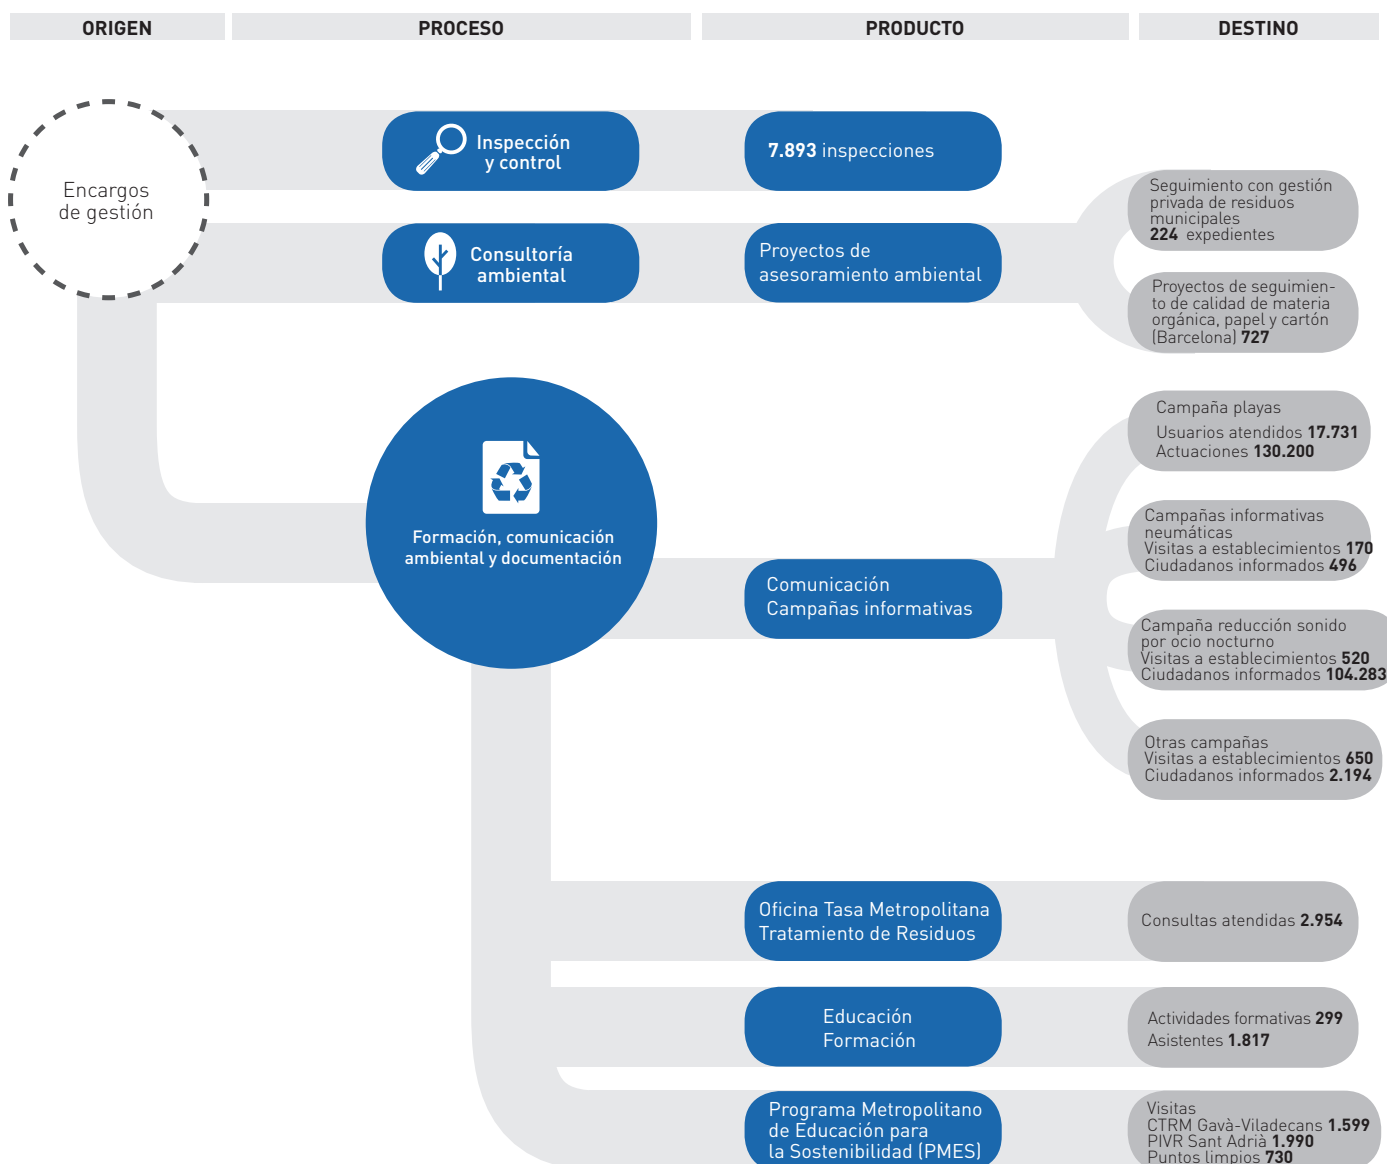 ORIGEN
PROCESO
PRODUCTO
DESTINO
Encargos
de gestión
Inspección
y control
7.893 inspecciones
Consultoría
ambiental
Proyectos de
asesoramiento ambiental
Seguimiento con gestión
privada de residuos
municipales
224 expedientes
Proyectos de seguimien-
to de calidad de materia
orgánica, papel y cartón
(Barcelona) 727
Formación, comunicación
ambiental y documentación
Comunicación
Campañas informativas
Campaña playas
Usuarios atendidos 17.731
Actuaciones 130.200
Campañas informativas
neumáticas
Visitas a establecimientos 170
Ciudadanos informados 496
Campaña reducción sonido
por ocio nocturno
Visitas a establecimientos 520
Ciudadanos informados 104.283
Otras campañas
Visitas a establecimientos 650
Ciudadanos informados 2.194
Oficina Tasa Metropolitana
Tratamiento de Residuos
Consultas atendidas 2.954
Educación
Formación
Actividades formativas 299
Asistentes 1.817
Programa Metropolitano
de Educación para
la Sostenibilidad (PMES)
Visitas
CTRM Gavà-Viladecans 1.599
PIVR Sant Adrià 1.990
Puntos limpios 730